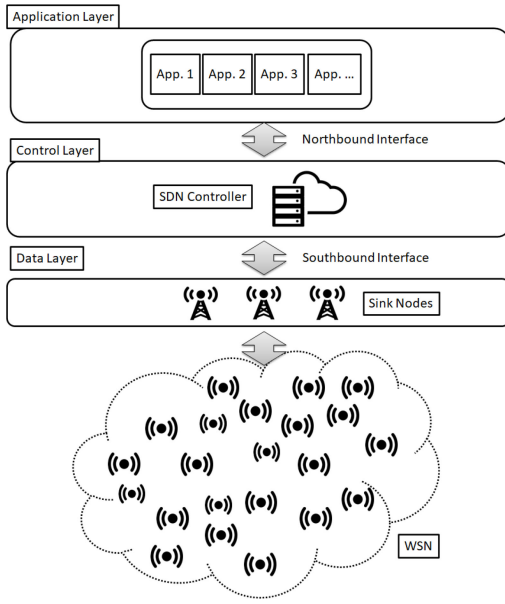 Application Layer
App. 1 App. 2 App. 3 App. ...
Northbound Interface
Control Layer
SDN Controller
Data Layer
Southbound Interface
Sink Nodes
WSN